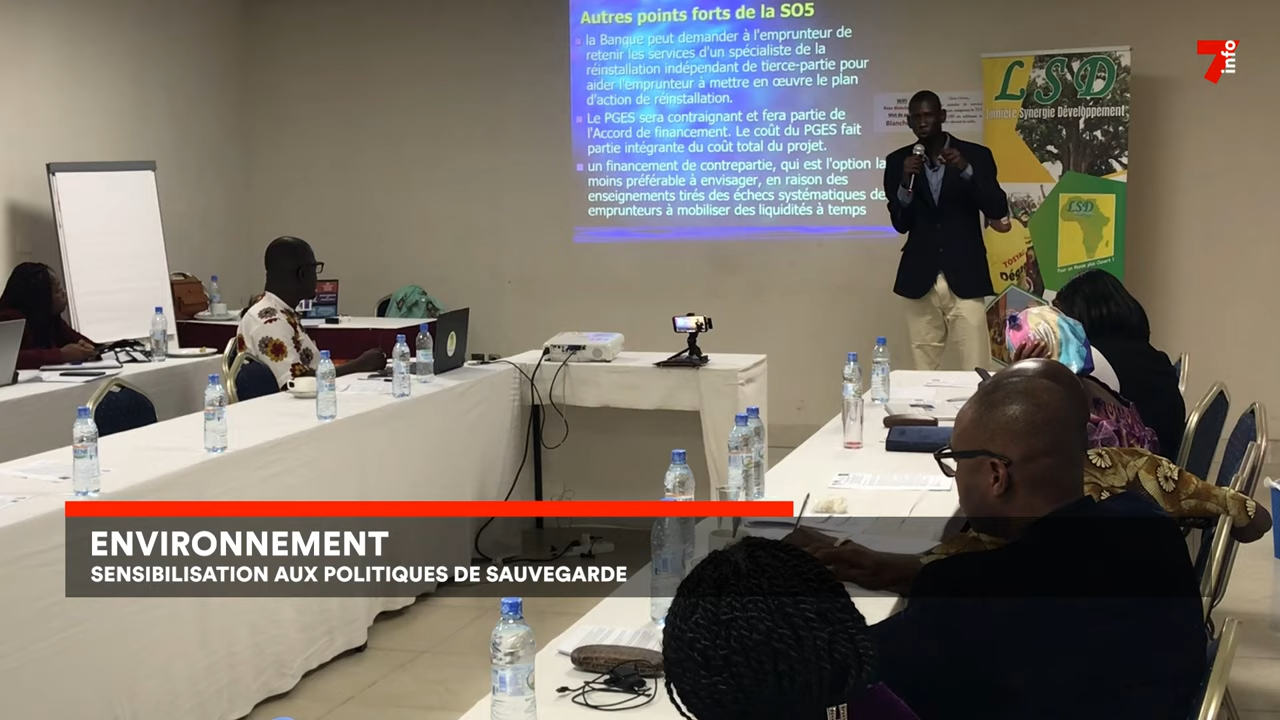 Autres points forts de la SO5
la Banque peut demander à l'emprunteur de
retenir les services d'un spécialiste de la
réinstallation indépendant de tierce-partie pour
aider l'emprunteur à mettre en œuvre le plan
d'action de réinstallation.
Le PGES sera contraignant et fera partie de
l'Accord de financement. Le coût du PGES fait
partie intégrante du coût total du projet.
un financement de contrepartie, qui est l'option la
moins préférable à envisager, en raison des
enseignements tirés des échecs systématiques de
emprunteurs à mobiliser des liquidités à temps
7info
LSD
Synergie Développement
LSD
ENVIRONNEMENT
SENSIBILISATION AUX POLITIQUES DE SAUVEGARDE